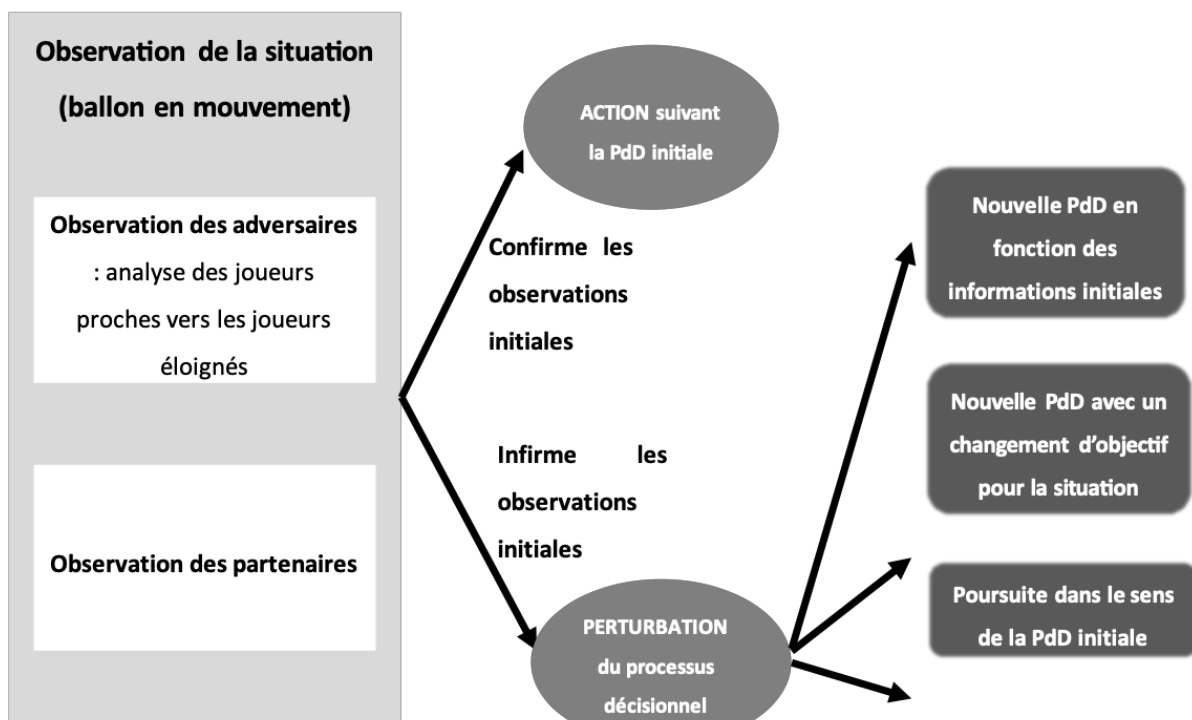 Observation de la situation
(ballon en mouvement)
Observation des adversaires
: analyse des joueurs
proches vers les joueurs
éloignés
Observation des partenaires
ACTION suivant
la PdD initiale
Confirme les
observations
initiales
Infirme les
observations
initiales
PERTURBATION
du processus
décisionnel
Nouvelle PdD en
fonction des
informations initiales
Nouvelle PdD avec un
changement d'objectif
pour la situation
Poursuite dans le sens
de la PdD initiale